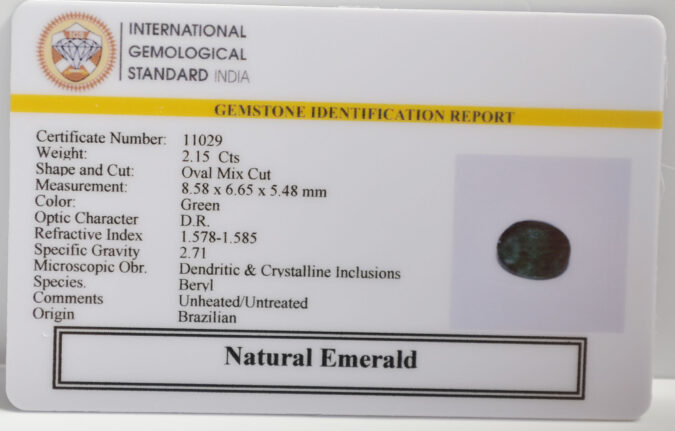 IGS
INTERNATIONAL
GEMOLOGICAL
STANDARD INDIA
GEMSTONE IDENTIFICATION REPORT
Certificate Number: 11029
Weight: 2.15 Cts
Shape and Cut: Oval Mix Cut
Measurement: 8.58 x 6.65 x 5.48 mm
Color: Green
Optic Character D.R.
Refractive Index 1.578-1.585
Specific Gravity 2.71
Microscopic Obr. Dendritic & Crystalline Inclusions
Species. Beryl
Comments Unheated/Untreated
Origin Brazilian
Natural Emerald